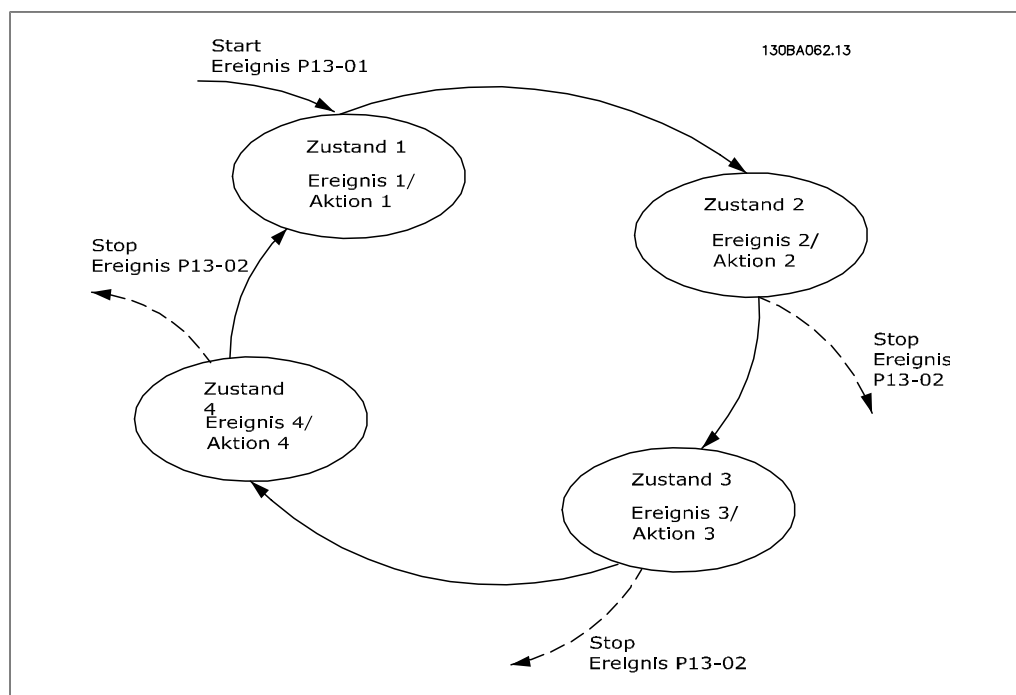 Start
Ereignis P13-01
130BA062.13
Zustand 1
Ereignis 1/
Aktion 1
Zustand 2
Ereignis 2/
Aktion 2
Stop
Ereignis P13-02
Stop
Ereignis
P13-02
Zustand
4
Ereignis 4/
Aktion 4
Zustand 3
Ereignis 3/
Aktion 3
Stop
Ereignis P13-02